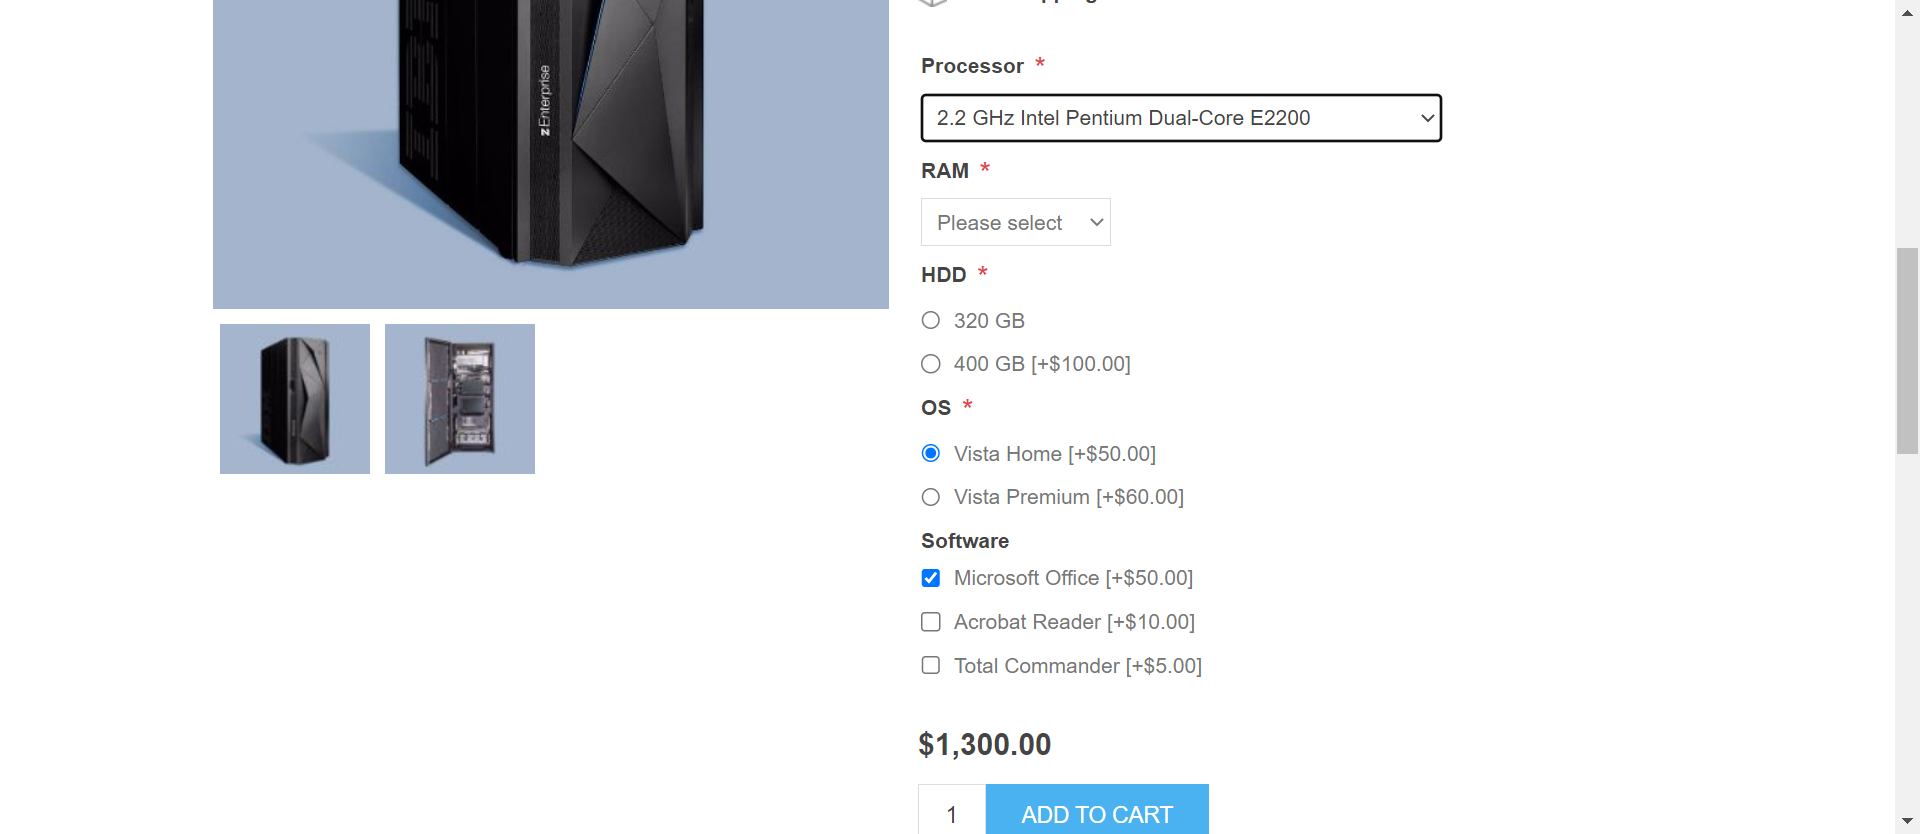 zEnterprise
Processor *
2.2 GHz Intel Pentium Dual-Core E2200
RAM *
Please select
HDD *
320 GB
400 GB [+$100.00]
OS *
Vista Home [+$50.00]
Vista Premium [+$60.00]
Software
Microsoft Office [+$50.00]
Acrobat Reader [+$10.00]
Total Commander [+$5.00]
$1,300.00
1
ADD TO CART